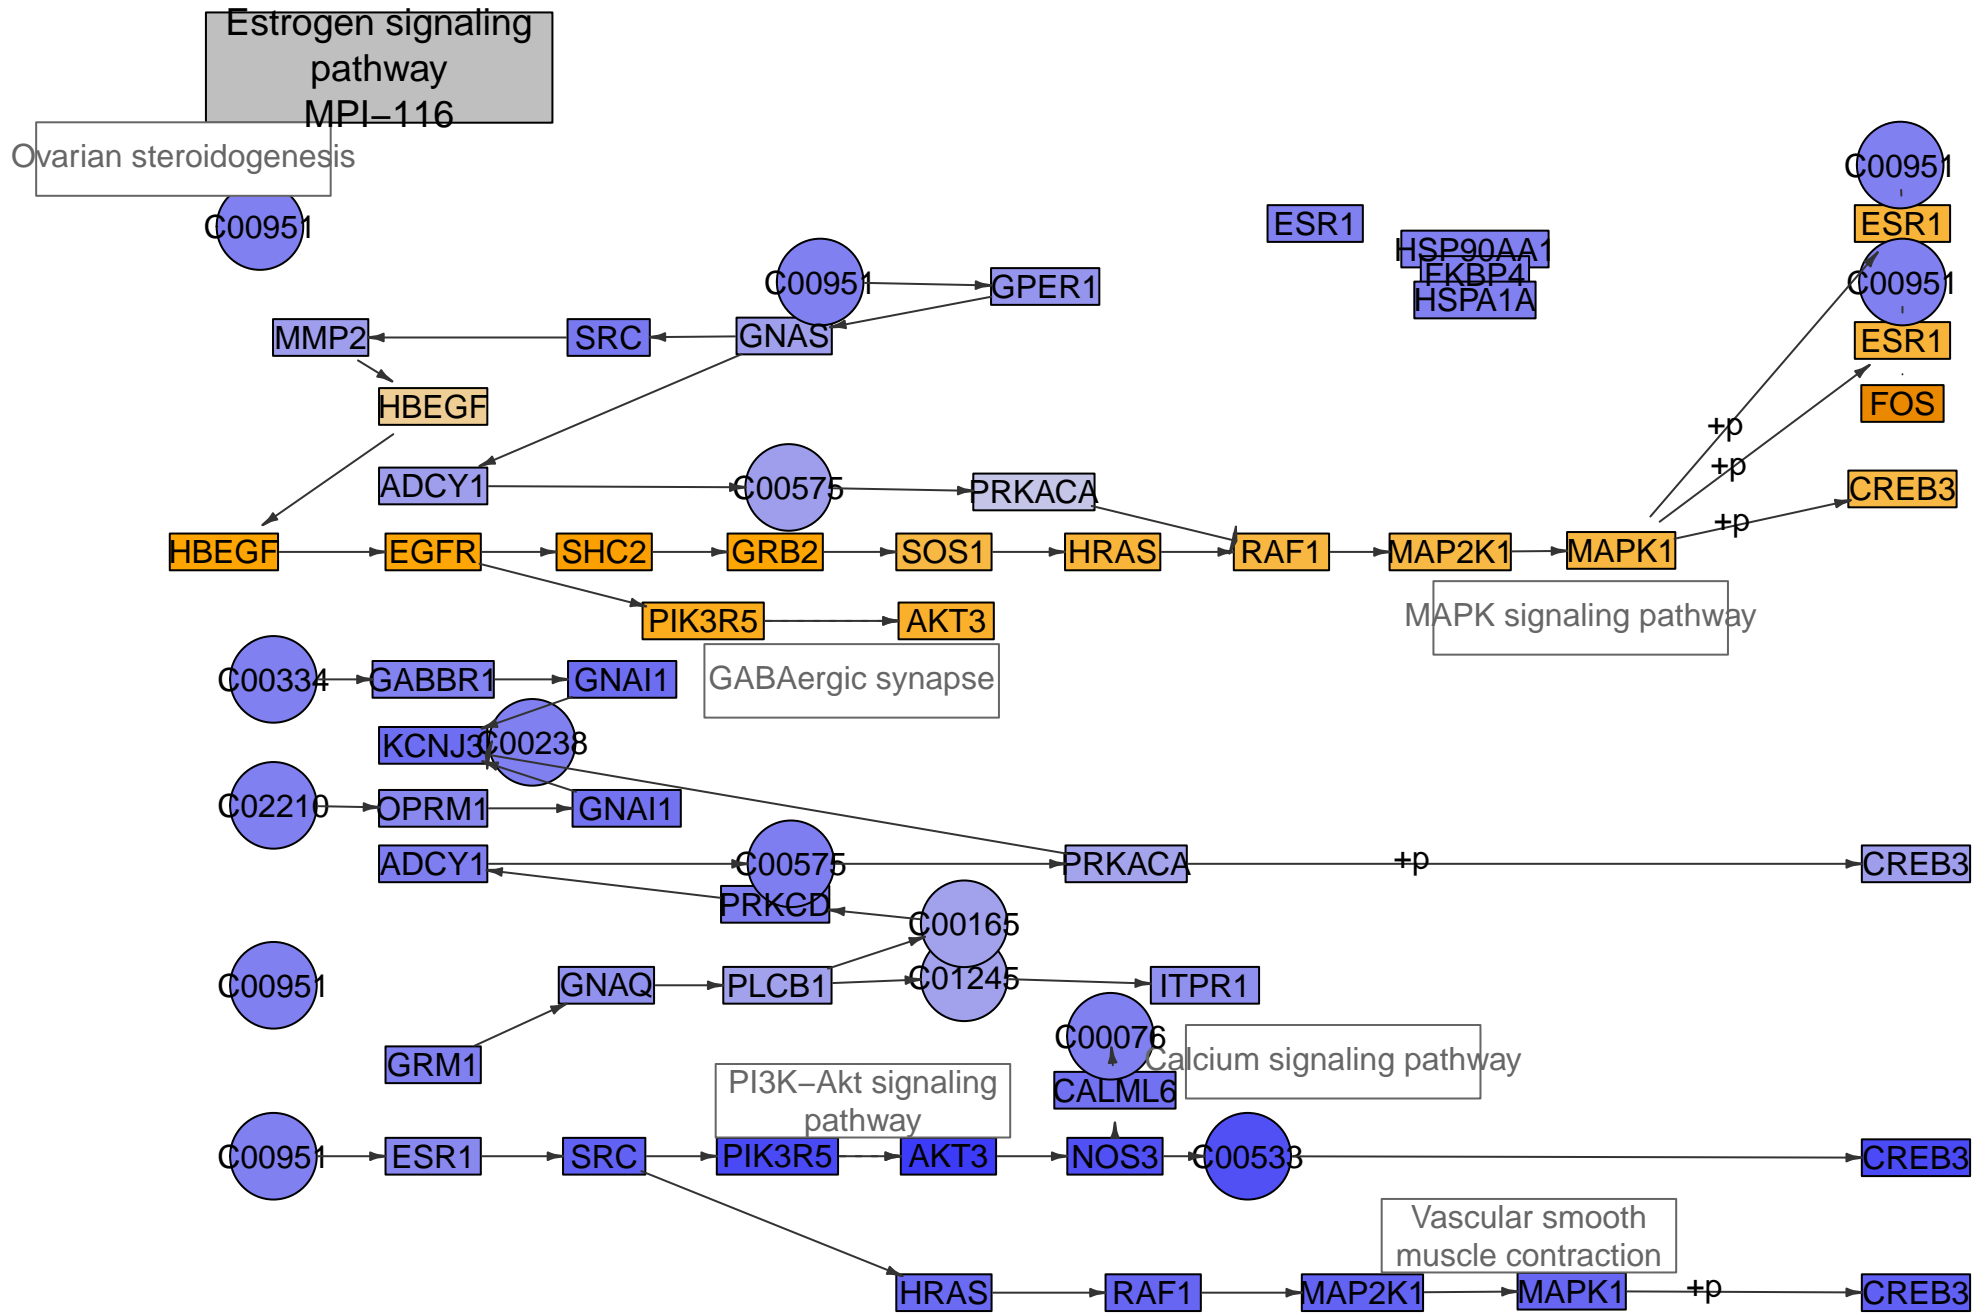 Estrogen signaling
pathway
MPI−116
Ovarian steroidogenesis
C00951
C00951
ESR1
ESR1
C00951
HSP90AA1
FKBP4
HSPA1A
C00951
GPER1
C00951
MMP2
SRC
GNAS
ESR1
HBEGF
FOS
+p
+p
ADCY1
C00575
PRKACA
CREB3
+p
HBEGF
EGFR
SHC2
GRB2
SOS1
HRAS
RAF1
MAP2K1
MAPK1
PIK3R5
AKT3
MAPK signaling pathway
C00334
GABBR1
GNAI1
GABAergic synapse
KCNJ3
C00238
C02210
OPRM1
GNAI1
ADCY1
C00575
PRKACA
+p
CREB3
PRKCD
C00165
C00951
GNAQ
PLCB1
C01245
ITPR1
C00076
Calcium signaling pathway
GRM1
CALML6
PI3K−Akt signaling
pathway
C00951
ESR1
SRC
PIK3R5
AKT3
NOS3
C00533
CREB3
Vascular smooth
muscle contraction
HRAS
RAF1
MAP2K1
MAPK1
+p
CREB3